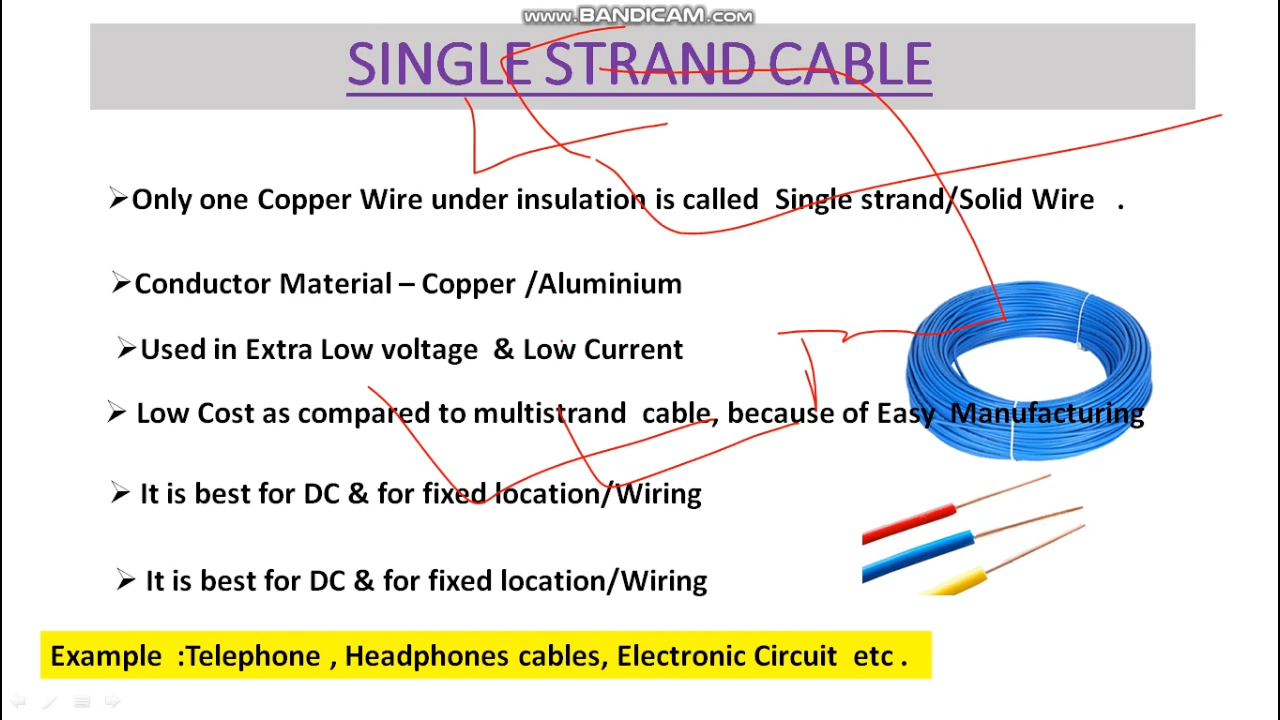 www.BANDICAM.com
SINGLE STRAND CABLE
Only one Copper Wire under insulation is called Single strand/Solid Wire .
Conductor Material – Copper /Aluminium
Used in Extra Low voltage & Low Current
Low Cost as compared to multistrand cable, because of Easy Manufacturing
It is best for DC & for fixed location/Wiring
It is best for DC & for fixed location/Wiring
Example :Telephone , Headphones cables, Electronic Circuit etc .